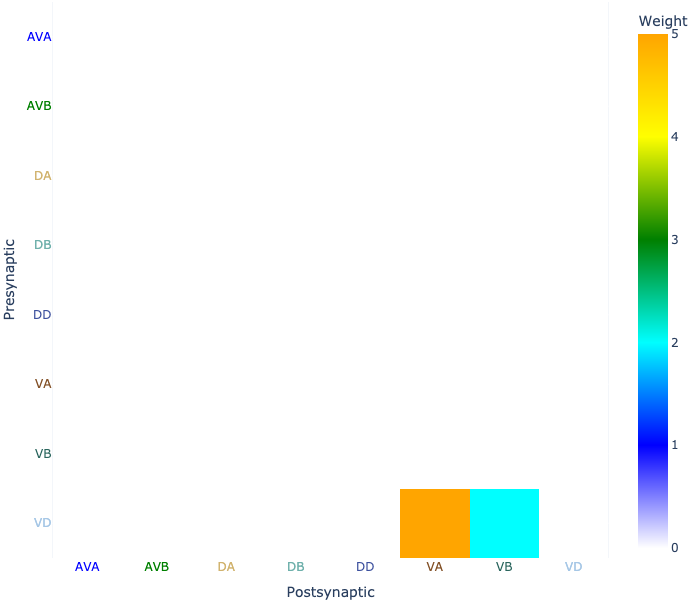 Weight
AVA
AVB
DA
DB
DD
VA
VB
VD
Presynaptic
AVA AVB DA DB DD VA VB VD
Postsynaptic
5
4
3
2
1
0